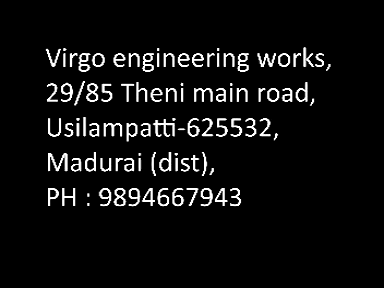 Virgo engineering works,
29/85 Theni main road,
Usilampatti-625532,
Madurai (dist),
PH : 9894667943